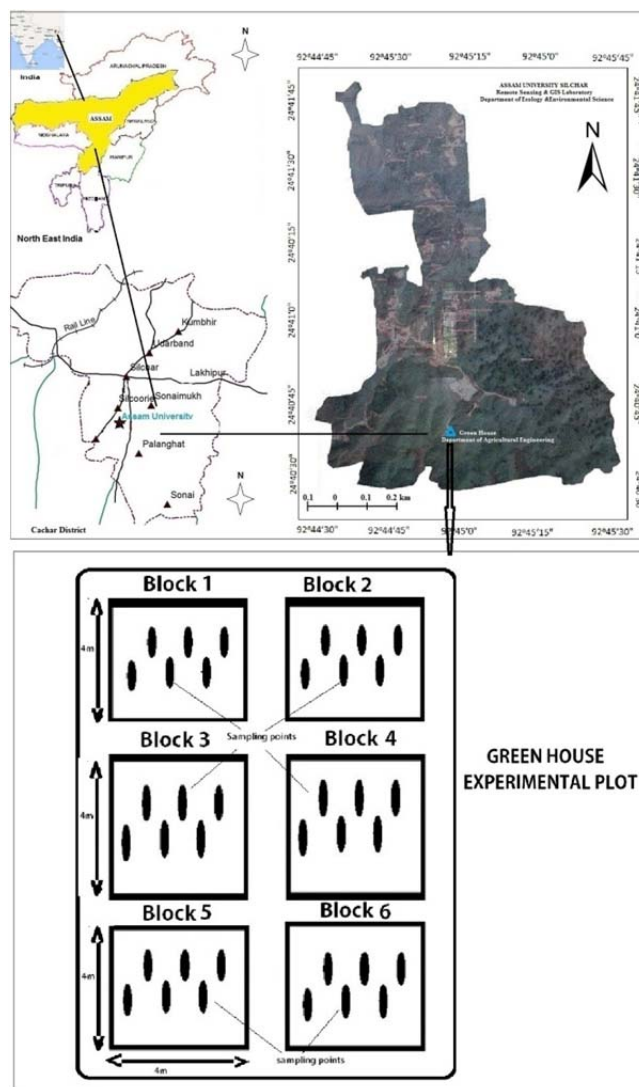 India
ARUNACHALPRADESH
ASSAM
MANIPUR
North East India
N
Rail Line
Kumbhir
Udarband
Silchar
Lakhipur
Silcoorie
Sonaimukh
Assam University
Palanghat
Sonai
N
Cachar District
92°44'45" 92°45'30" 92°45'15" 92°45'0" 92°45'45"
ASSAM UNIVERSITY SILCHAR
Remote Sensing & GIS Laboratory
Department of Ecology &Environmental Science
N
24°41'45"
24°41'30"
24°40'15"
24°41'0"
24°40'45"
24°40'30"
Green House
Department of Agricultural Engineering
0.1 0 0.1 0.2 km
92°44'30" 92°44'45" 92°45'0" 92°45'15" 92°45'30"
Block 1
Block 2
4m
Sampling points
Block 3
Block 4
4m
GREEN HOUSE
EXPERIMENTAL PLOT
Block 5
Block 6
4m
4m
sampling points